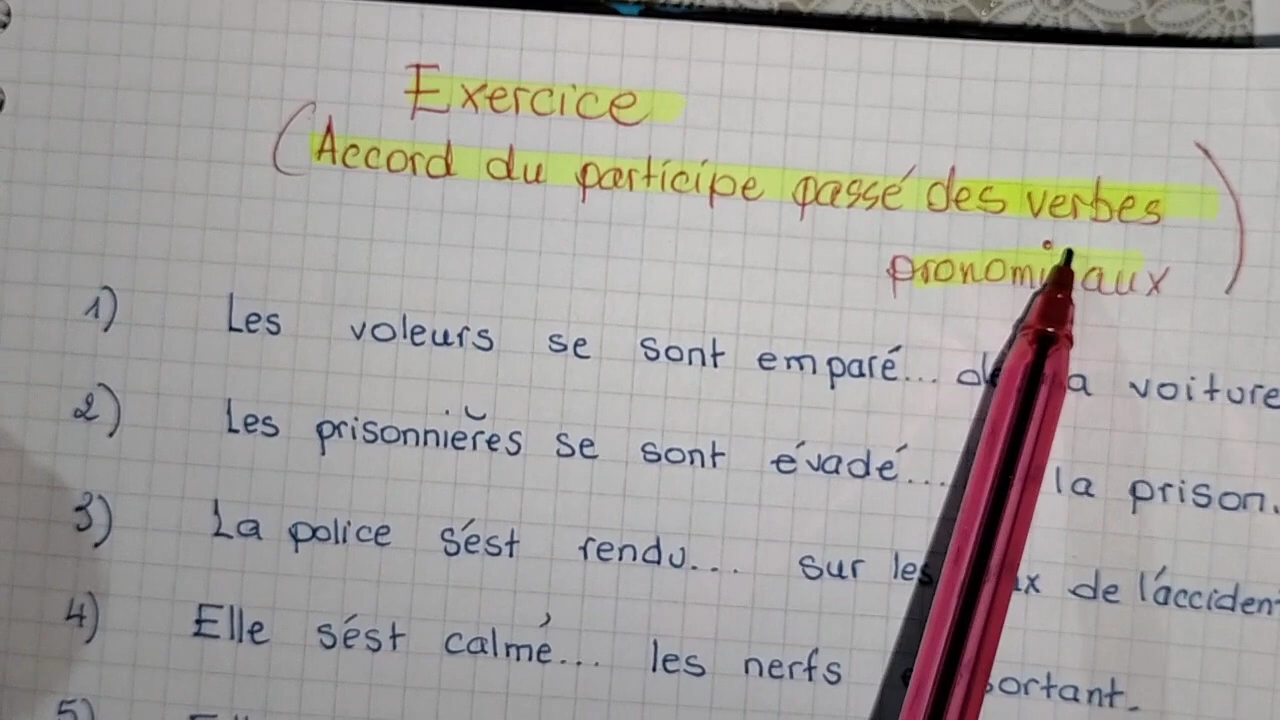 Exercice
(Accord du participe passé des verbes
pronominaux)
1) Les voleurs se sont emparé... de la voiture
2) Les prisonnières se sont évadé... la prison.
3) La police s'est rendu... sur les de l'accident
4) Elle s'est calmé... les nerfs
5)